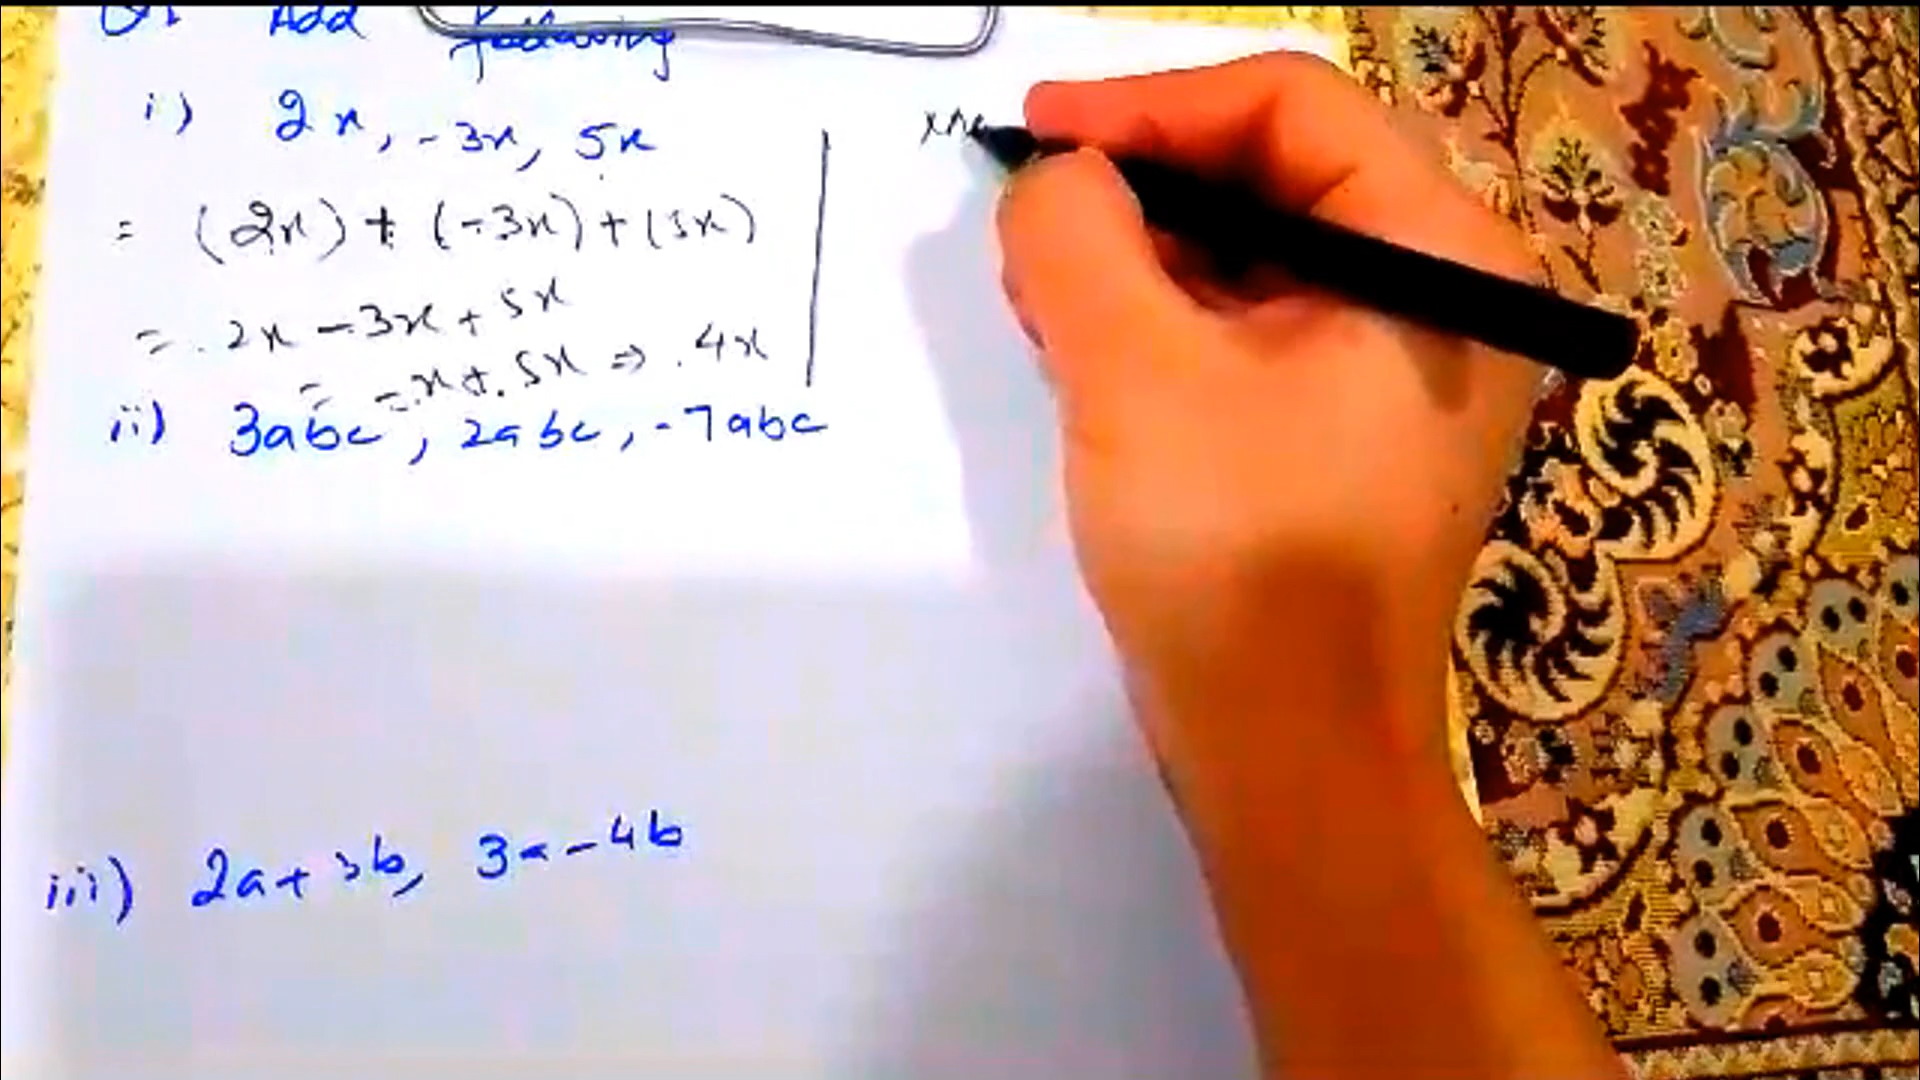 Q1 Add following
i) 2x, -3x, 5x
= (2x) + (-3x) + (5x)
= 2x - 3x + 5x
= -x + 5x ⇒ 4x
ii) 3abc, 2abc, -7abc
iii) 2a + 3b, 3a - 4b